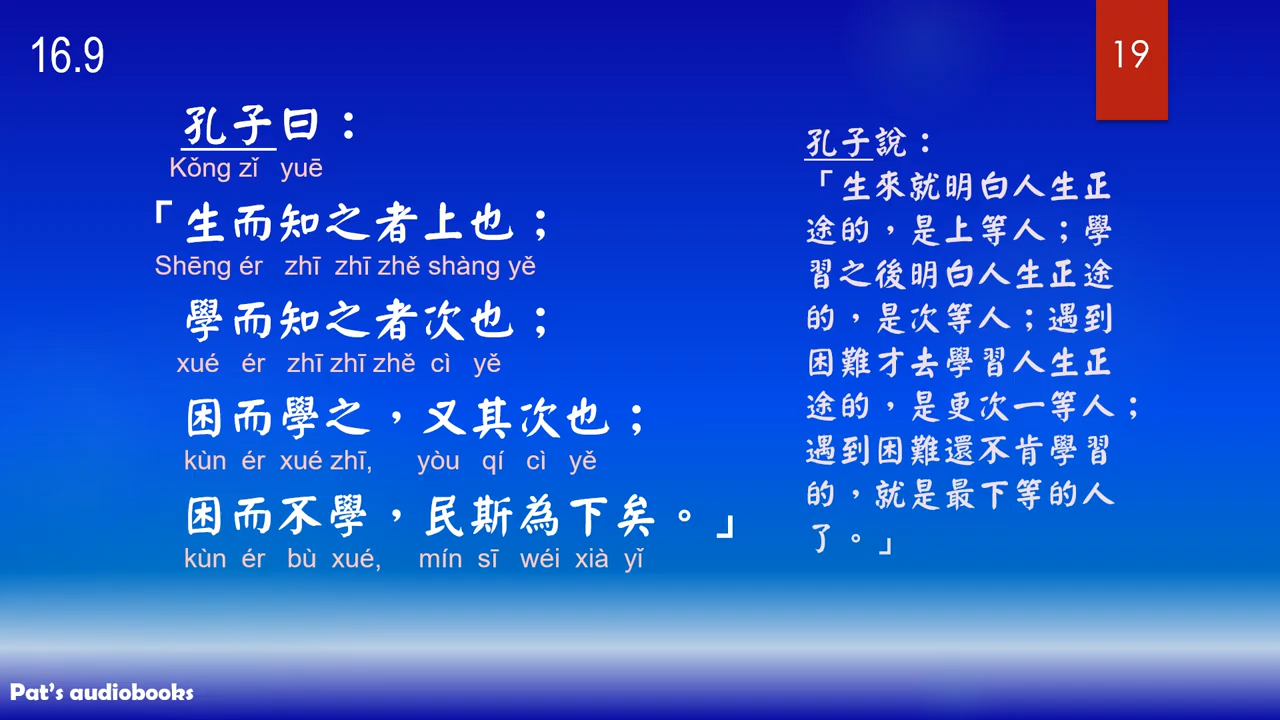 16.9
19
孔子曰：
Kǒng zǐ yuē
「生而知之者上也；
Shēng ér zhī zhī zhě shàng yě
學而知之者次也；
xué ér zhī zhī zhě cì yě
困而學之，又其次也；
kùn ér xué zhī, yòu qí cì yě
困而不學，民斯為下矣。」
kùn ér bù xué, mín sī wéi xià yǐ
孔子說：
「生來就明白人生正
途的，是上等人；學
習之後明白人生正途
的，是次等人；遇到
困難才去學習人生正
途的，是更次一等人；
遇到困難還不肯學習
的，就是最下等的人
了。」
Pat's audiobooks